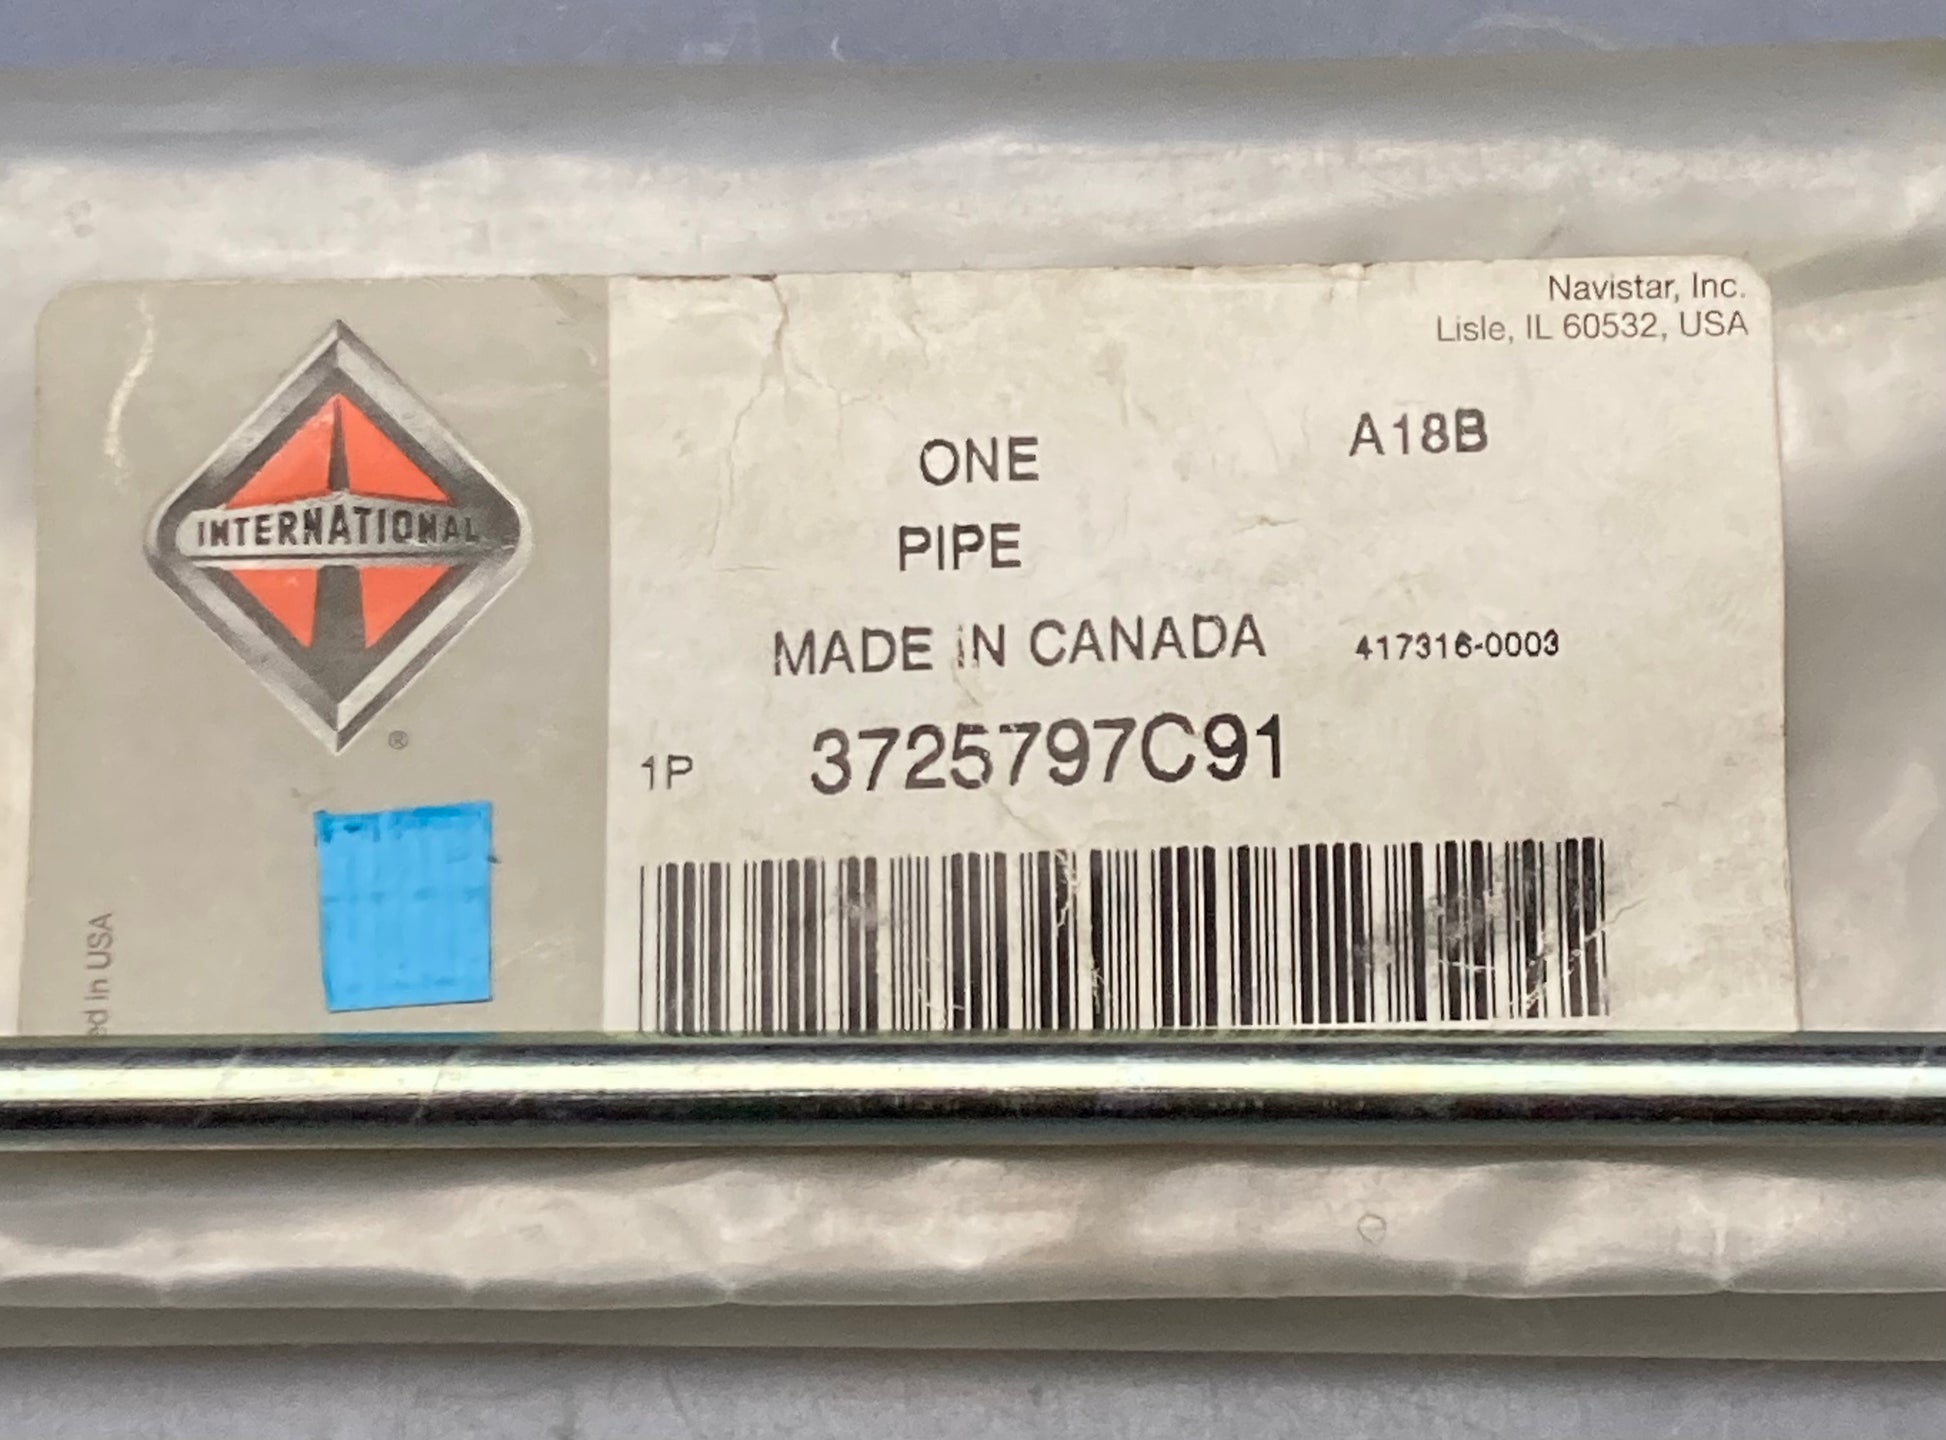 Navistar, Inc.
Lisle, IL 60532, USA
INTERNATIONAL
®
ONE
A18B
PIPE
MADE IN CANADA
417316-0003
1P 3725797C91
in USA